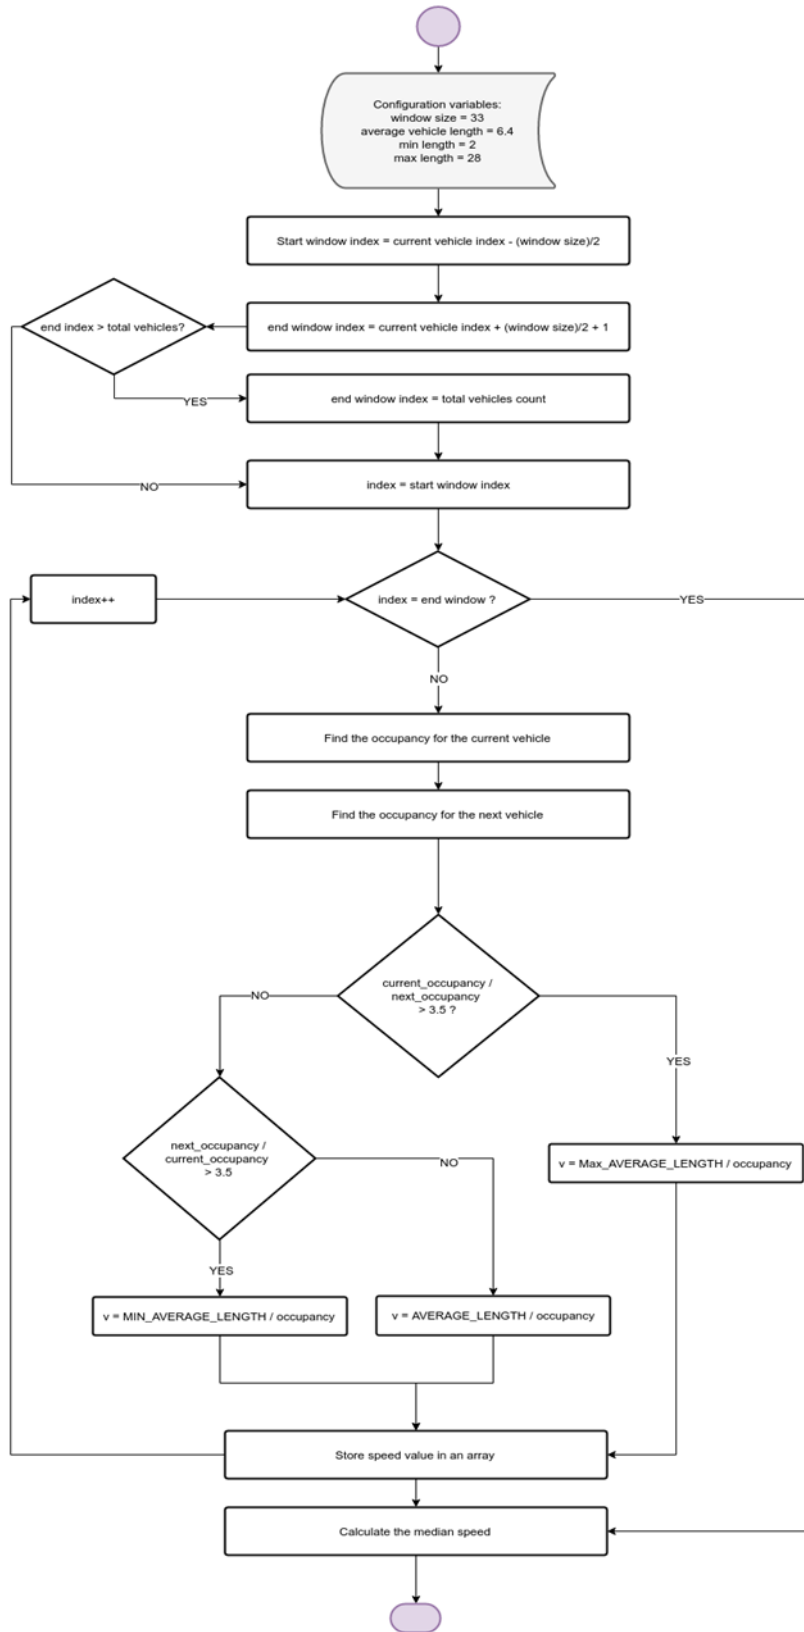 Configuration variables:
window size = 33
average vehicle length = 6.4
min length = 2
max length = 28
Start window index = current vehicle index - (window size)/2
end index > total vehicles?
end window index = current vehicle index + (window size)/2 + 1
YES
end window index = total vehicles count
NO
index = start window index
index++
index = end window ?
YES
NO
Find the occupancy for the current vehicle
Find the occupancy for the next vehicle
current_occupancy /
next_occupancy
> 3.5 ?
NO
YES
next_occupancy /
current_occupancy
> 3.5
NO
v = Max_AVERAGE_LENGTH / occupancy
YES
v = MIN_AVERAGE_LENGTH / occupancy
v = AVERAGE_LENGTH / occupancy
Store speed value in an array
Calculate the median speed